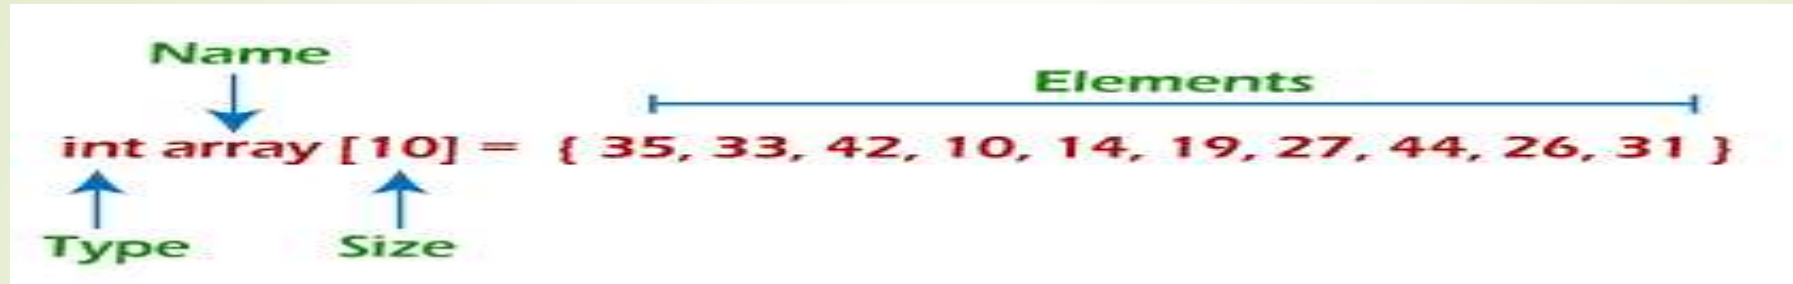 Name
Elements
int array [10] = { 35, 33, 42, 10, 14, 19, 27, 44, 26, 31 }
Type Size